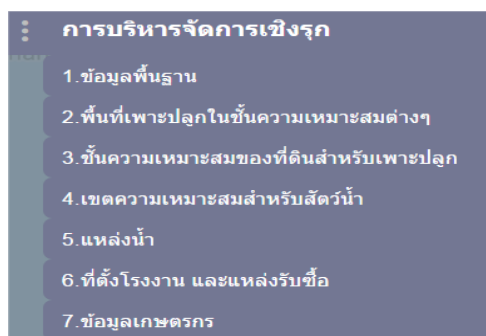 การบริหารจัดการเชิงรุก
1.ข้อมูลพื้นฐาน
2.พื้นที่เพาะปลูกในชั้นความเหมาะสมต่างๆ
3.ชั้นความเหมาะสมของที่ดินสำหรับเพาะปลูก
4.เขตความเหมาะสมสำหรับสัตว์น้ำ
5.แหล่งน้ำ
6.ที่ตั้งโรงงาน และแหล่งรับซื้อ
7.ข้อมูลเกษตรกร